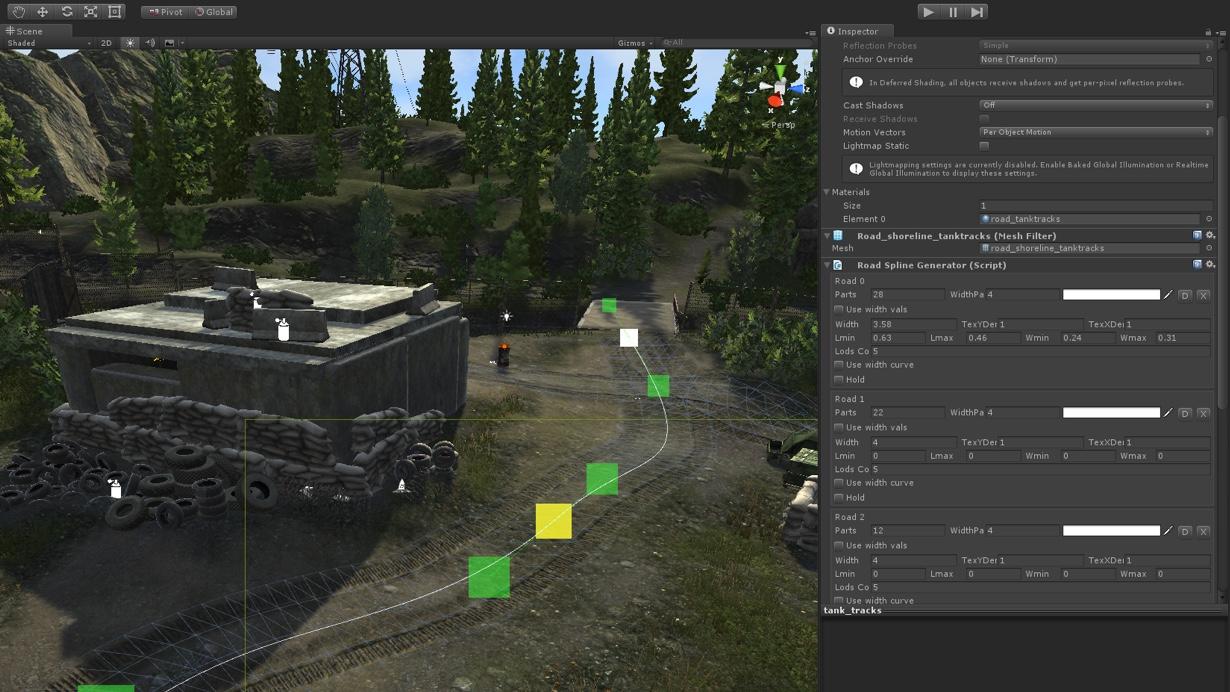 Pivot Global
Scene
Shaded 2D Gizmos All
y
x
Persp
Inspector
Reflection Probes Simple
Anchor Override None (Transform)
In Deferred Shading, all objects receive shadows and get per-pixel reflection probes.
Cast Shadows Off
Receive Shadows
Motion Vectors Per Object Motion
Lightmap Static
Lightmapping settings are currently disabled. Enable Baked Global Illumination or Realtime
Global Illumination to display these settings.
Materials
Size 1
Element 0 road_tanktracks
Road_shoreline_tanktracks (Mesh Filter)
Mesh road_shoreline_tanktracks
Road Spline Generator (Script)
Road 0
Parts 28 WidthPa 4 D X
Use width vals
Width 3.58 TexYDer 1 TexXDer 1
Lmin 0.63 Lmax 0.46 Wmin 0.24 Wmax 0.31
Lods Co 5
Use width curve
Hold
Road 1
Parts 22 WidthPa 4 D X
Use width vals
Width 4 TexYDer 1 TexXDer 1
Lmin 0 Lmax 0 Wmin 0 Wmax 0
Lods Co 5
Use width curve
Hold
Road 2
Parts 12 WidthPa 4 D X
Use width vals
Width 4 TexYDer 1 TexXDer 1
Lmin 0 Lmax 0 Wmin 0 Wmax 0
Lods Co 5
Use width curve
tank_tracks